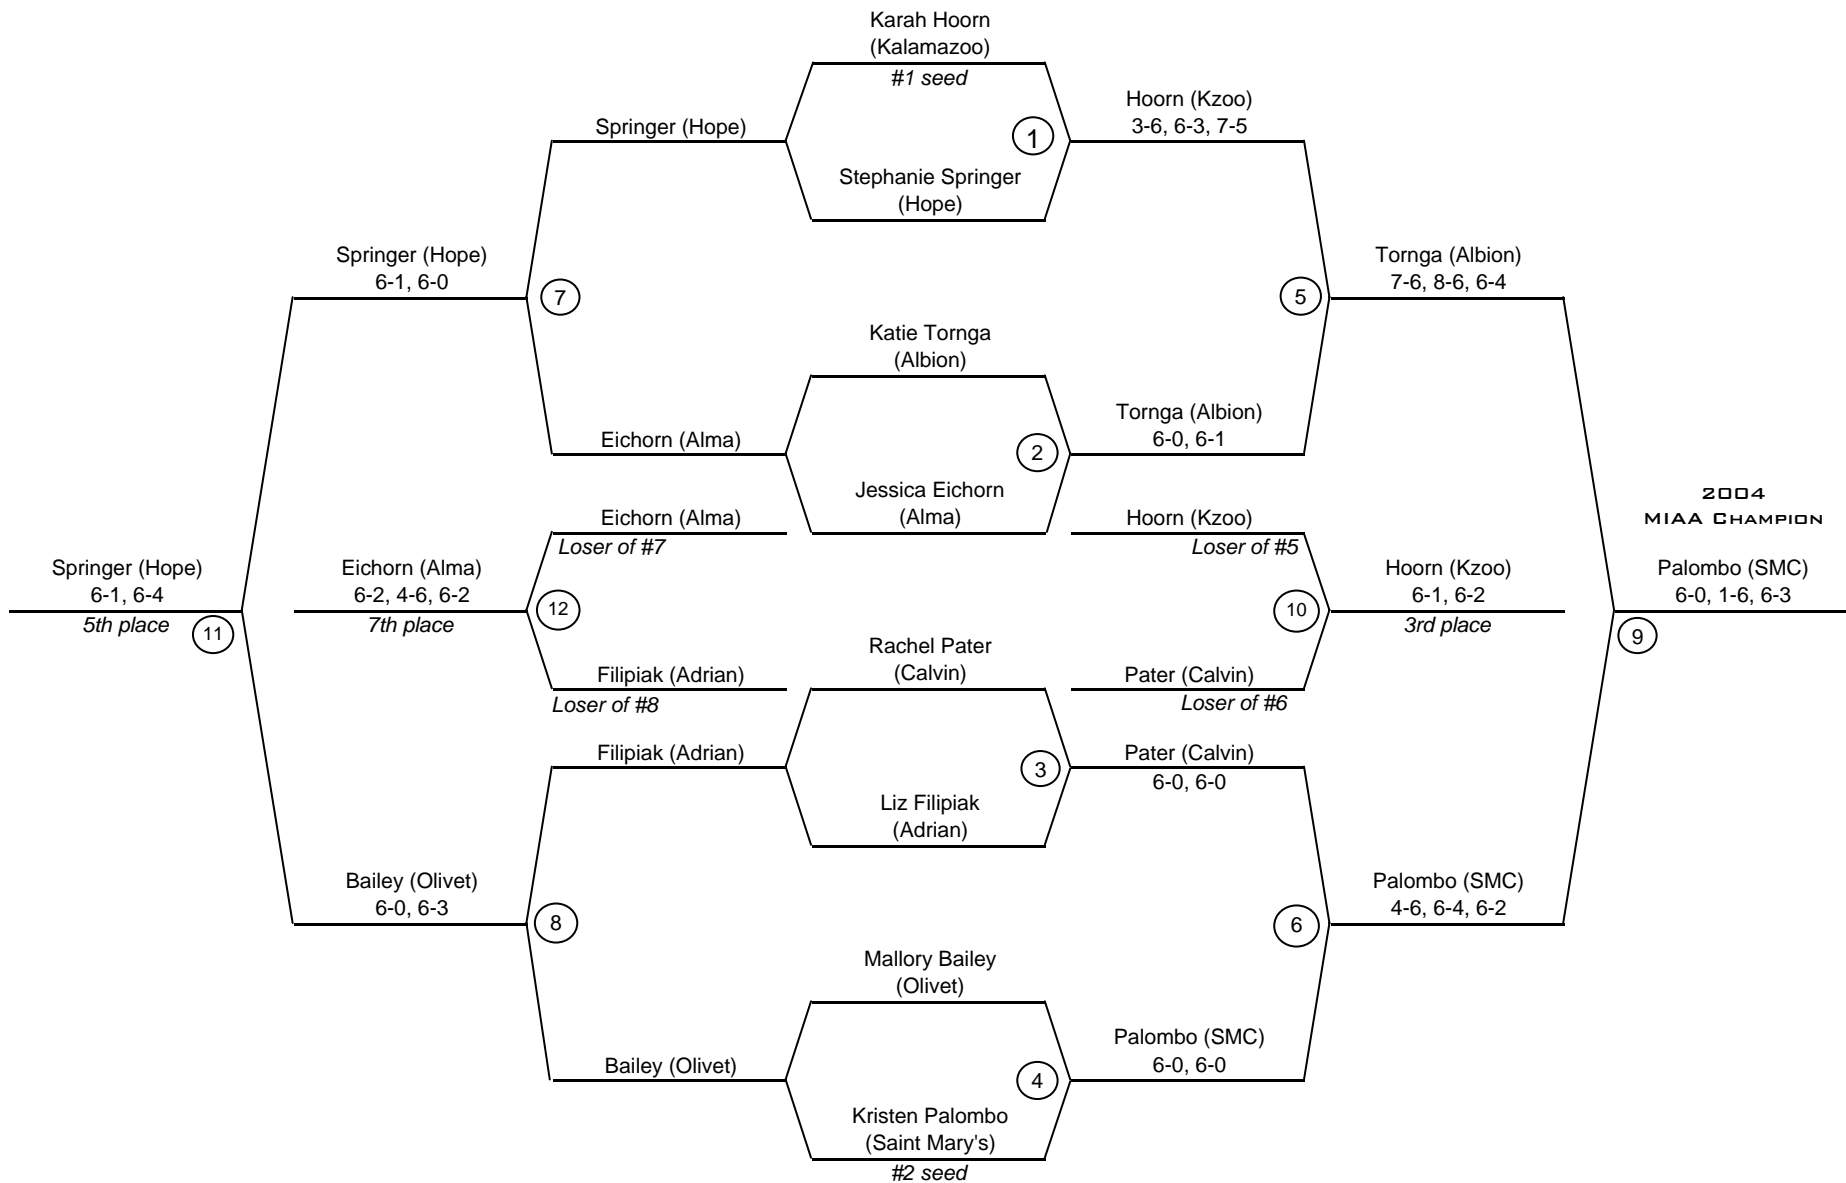 Karah Hoorn
(Kalamazoo)
#1 seed
Springer (Hope)
Hoorn (Kzoo)
3-6, 6-3, 7-5
1
Stephanie Springer
(Hope)
Springer (Hope)
6-1, 6-0
7
5
Tornga (Albion)
7-6, 8-6, 6-4
Katie Tornga
(Albion)
Eichorn (Alma)
2
Tornga (Albion)
6-0, 6-1
Jessica Eichorn
(Alma)
Eichorn (Alma)
Loser of #7
Hoorn (Kzoo)
Loser of #5
2004
MIAA Champion
Springer (Hope)
6-1, 6-4
5th place
11
Eichorn (Alma)
6-2, 4-6, 6-2
7th place
12
10
Hoorn (Kzoo)
6-1, 6-2
3rd place
Palombo (SMC)
6-0, 1-6, 6-3
9
Rachel Pater
(Calvin)
Filipiak (Adrian)
Loser of #8
Pater (Calvin)
Loser of #6
Filipiak (Adrian)
3
Pater (Calvin)
6-0, 6-0
Liz Filipiak
(Adrian)
Bailey (Olivet)
6-0, 6-3
8
6
Palombo (SMC)
4-6, 6-4, 6-2
Mallory Bailey
(Olivet)
Bailey (Olivet)
4
Palombo (SMC)
6-0, 6-0
Kristen Palombo
(Saint Mary's)
#2 seed